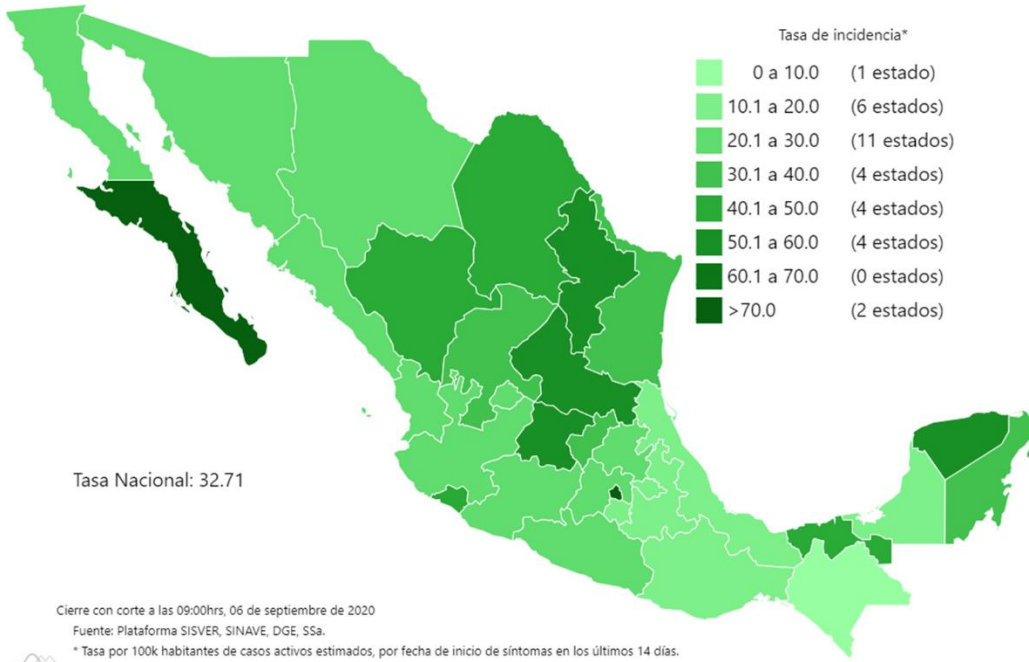 Tasa de incidencia*
0 a 10.0 (1 estado)
10.1 a 20.0 (6 estados)
20.1 a 30.0 (11 estados)
30.1 a 40.0 (4 estados)
40.1 a 50.0 (4 estados)
50.1 a 60.0 (4 estados)
60.1 a 70.0 (0 estados)
>70.0 (2 estados)
Tasa Nacional: 32.71
Cierre con corte a las 09:00hrs, 06 de septiembre de 2020
Fuente: Plataforma SISVER, SINAVE, DGE, SSa.
* Tasa por 100k habitantes de casos activos estimados, por fecha de inicio de síntomas en los últimos 14 días.